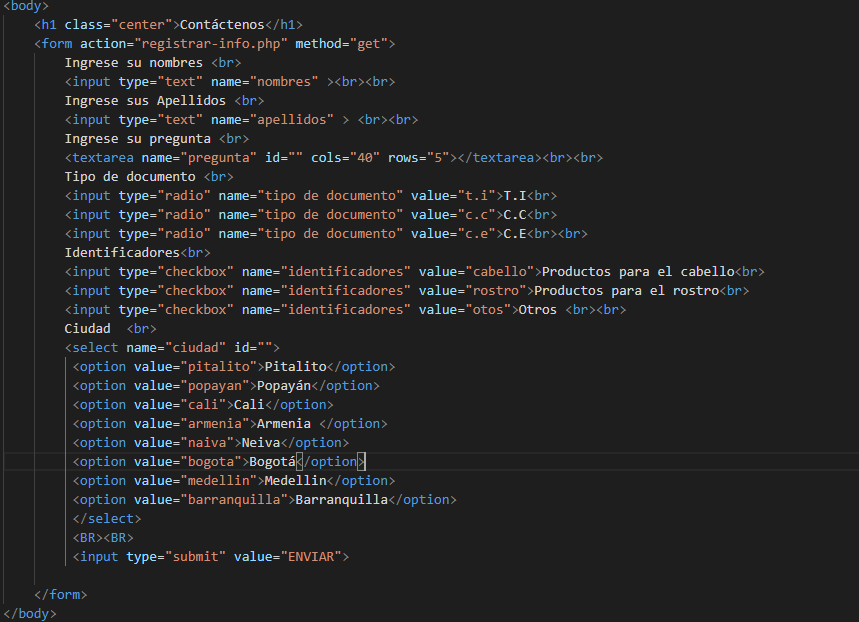 <body>
<h1 class="center">Contáctenos</h1>
<form action="registrar-info.php" method="get">
Ingrese su nombres <br>
<input type="text" name="nombres" ><br><br>
Ingrese sus Apellidos <br>
<input type="text" name="apellidos" > <br><br>
Ingrese su pregunta <br>
<textarea name="pregunta" id="" cols="40" rows="5"></textarea><br><br>
Tipo de documento <br>
<input type="radio" name="tipo de documento" value="t.i">T.I<br>
<input type="radio" name="tipo de documento" value="c.c">C.C<br>
<input type="radio" name="tipo de documento" value="c.e">C.E<br><br>
Identificadores<br>
<input type="checkbox" name="identificadores" value="cabello">Productos para el cabello<br>
<input type="checkbox" name="identificadores" value="rostro">Productos para el rostro<br>
<input type="checkbox" name="identificadores" value="otos">Otros <br><br>
Ciudad  <br>
<select name="ciudad" id="">
<option value="pitalito">Pitalito</option>
<option value="popayan">Popayán</option>
<option value="cali">Cali</option>
<option value="armenia">Armenia </option>
<option value="naiva">Neiva</option>
<option value="bogota">Bogotá</option>
<option value="medellin">Medellin</option>
<option value="barranquilla">Barranquilla</option>
</select>
<BR><BR>
<input type="submit" value="ENVIAR">
</form>
</body>